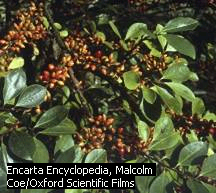 Encarta Encyclopedia, Malcolm
Coe/Oxford Scientific Films